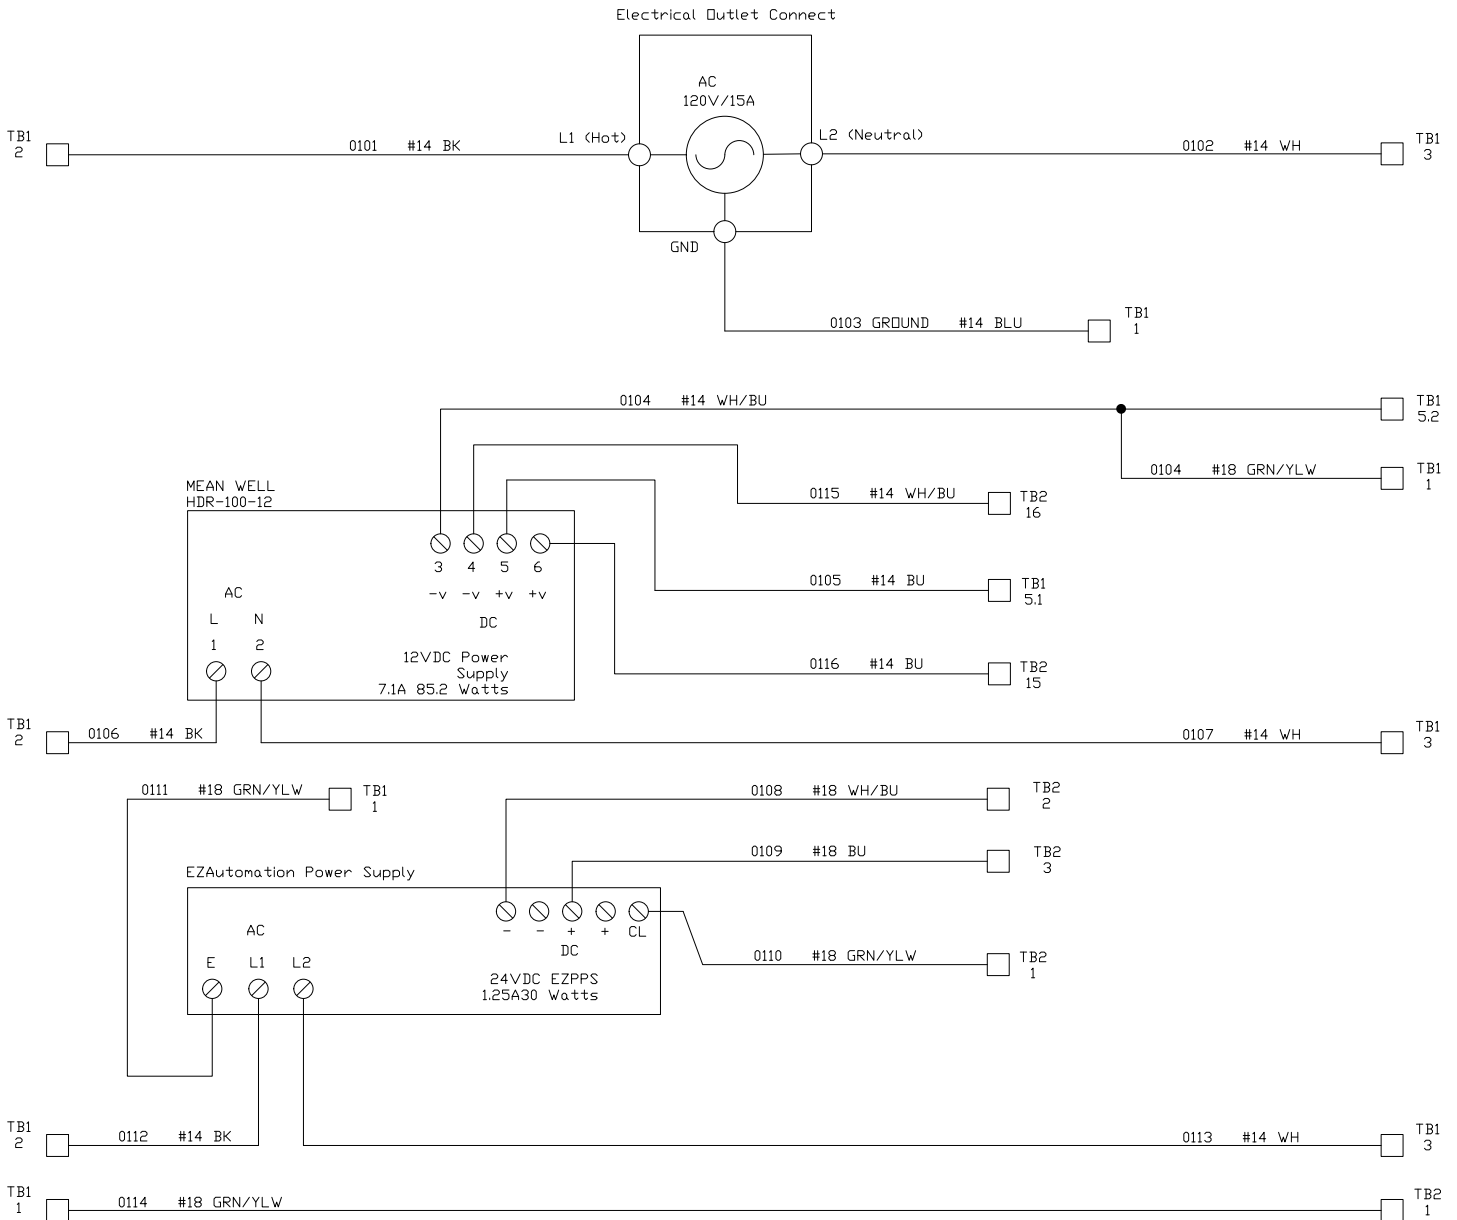 Electrical Outlet Connect
AC
120V/15A
TB1
2
0101 #14 BK
L1 (Hot)
L2 (Neutral)
0102 #14 WH
TB1
3
GND
0103 GROUND #14 BLU
TB1
1
0104 #14 WH/BU
TB1
5.2
0104 #18 GRN/YLW
TB1
1
MEAN WELL
HDR-100-12
0115 #14 WH/BU
TB2
16
3 4 5 6
-v -v +v +v
DC
AC
L N
1 2
0105 #14 BU
TB1
5.1
12VDC Power
Supply
7.1A 85.2 Watts
0116 #14 BU
TB2
15
TB1
2
0106 #14 BK
0107 #14 WH
TB1
3
0111 #18 GRN/YLW
TB1
1
0108 #18 WH/BU
TB2
2
0109 #18 BU
TB2
3
EZAutomation Power Supply
- - + + CL
DC
AC
E L1 L2
24VDC EZPPS
1.25A30 Watts
0110 #18 GRN/YLW
TB2
1
TB1
2
0112 #14 BK
0113 #14 WH
TB1
3
TB1
1
0114 #18 GRN/YLW
TB2
1